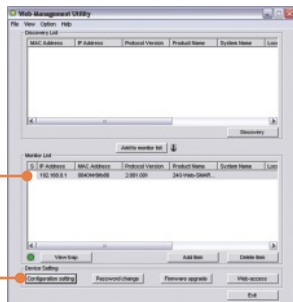 Web-Management Utility
File View Option Help
Discovery List
MAC Address IP Address Protocol Version Product Name System Name
Discovery
Add to monitor list
Monitor List
S IP Address MAC Address Protocol Version Product Name System Name
192.168.0.1 2.001.001 24G Web-SMAR...
View trap Add Item Delete Item
Device Setting
Configuration setting Password change Firmware upgrade Web-access
Exit